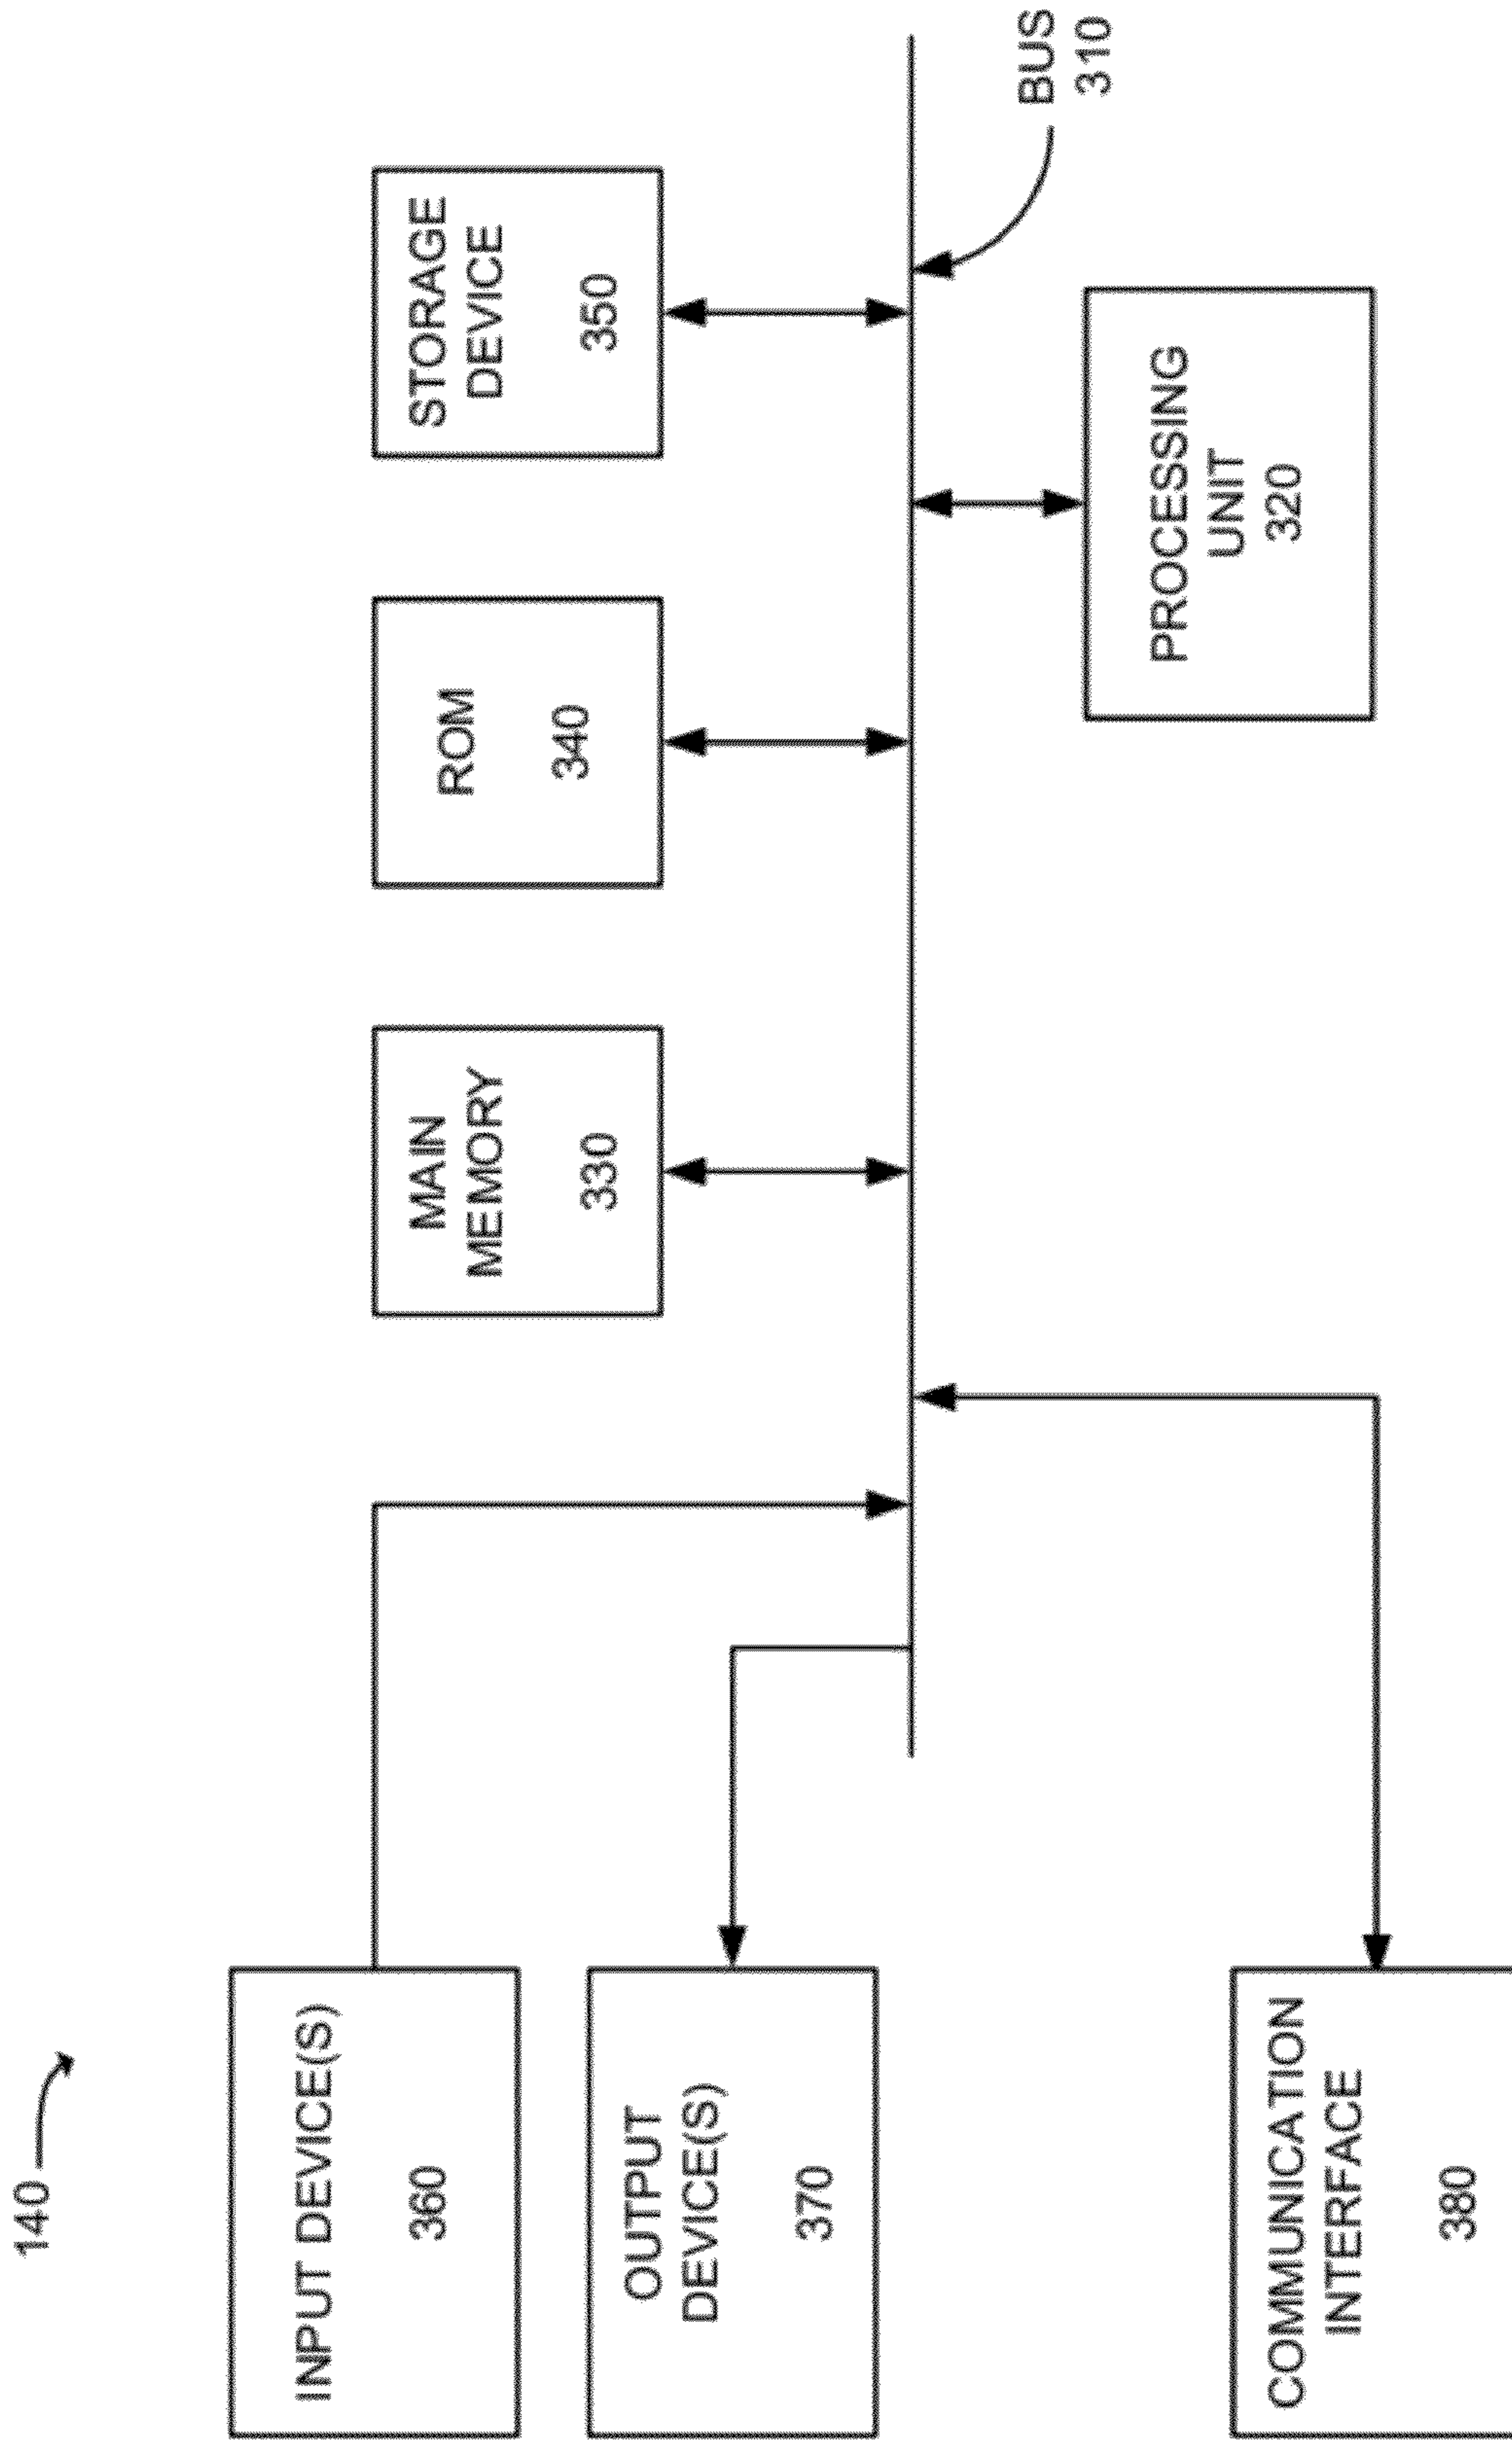 140
INPUT DEVICE(S)
360
MAIN
MEMORY
330
ROM
340
STORAGE
DEVICE
350
OUTPUT
DEVICE(S)
370
BUS
310
COMMUNICATION
INTERFACE
380
PROCESSING
UNIT
320